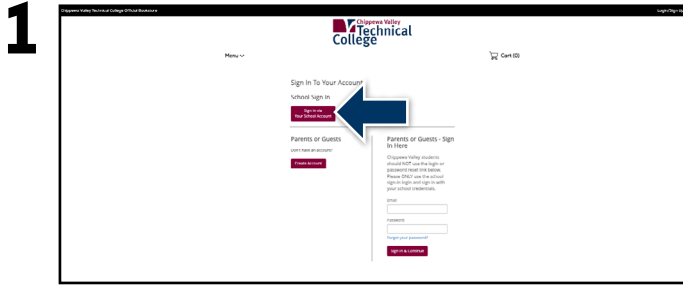 1
Chippewa Valley Technical College Official Bookstore
Login/Sign Up
Chippewa Valley
Technical
College
Menu
Cart (0)
Sign In To Your Account
School Sign In
Sign in via
Your School Account
Parents or Guests
Don't have an account?
Create Account
Parents or Guests - Sign
In Here
Chippewa Valley students
should NOT use the login or
password reset link below.
Please ONLY use the school
sign-in login and sign in with
your school credentials.
Email
Password
Forgot your password?
Sign In & Continue